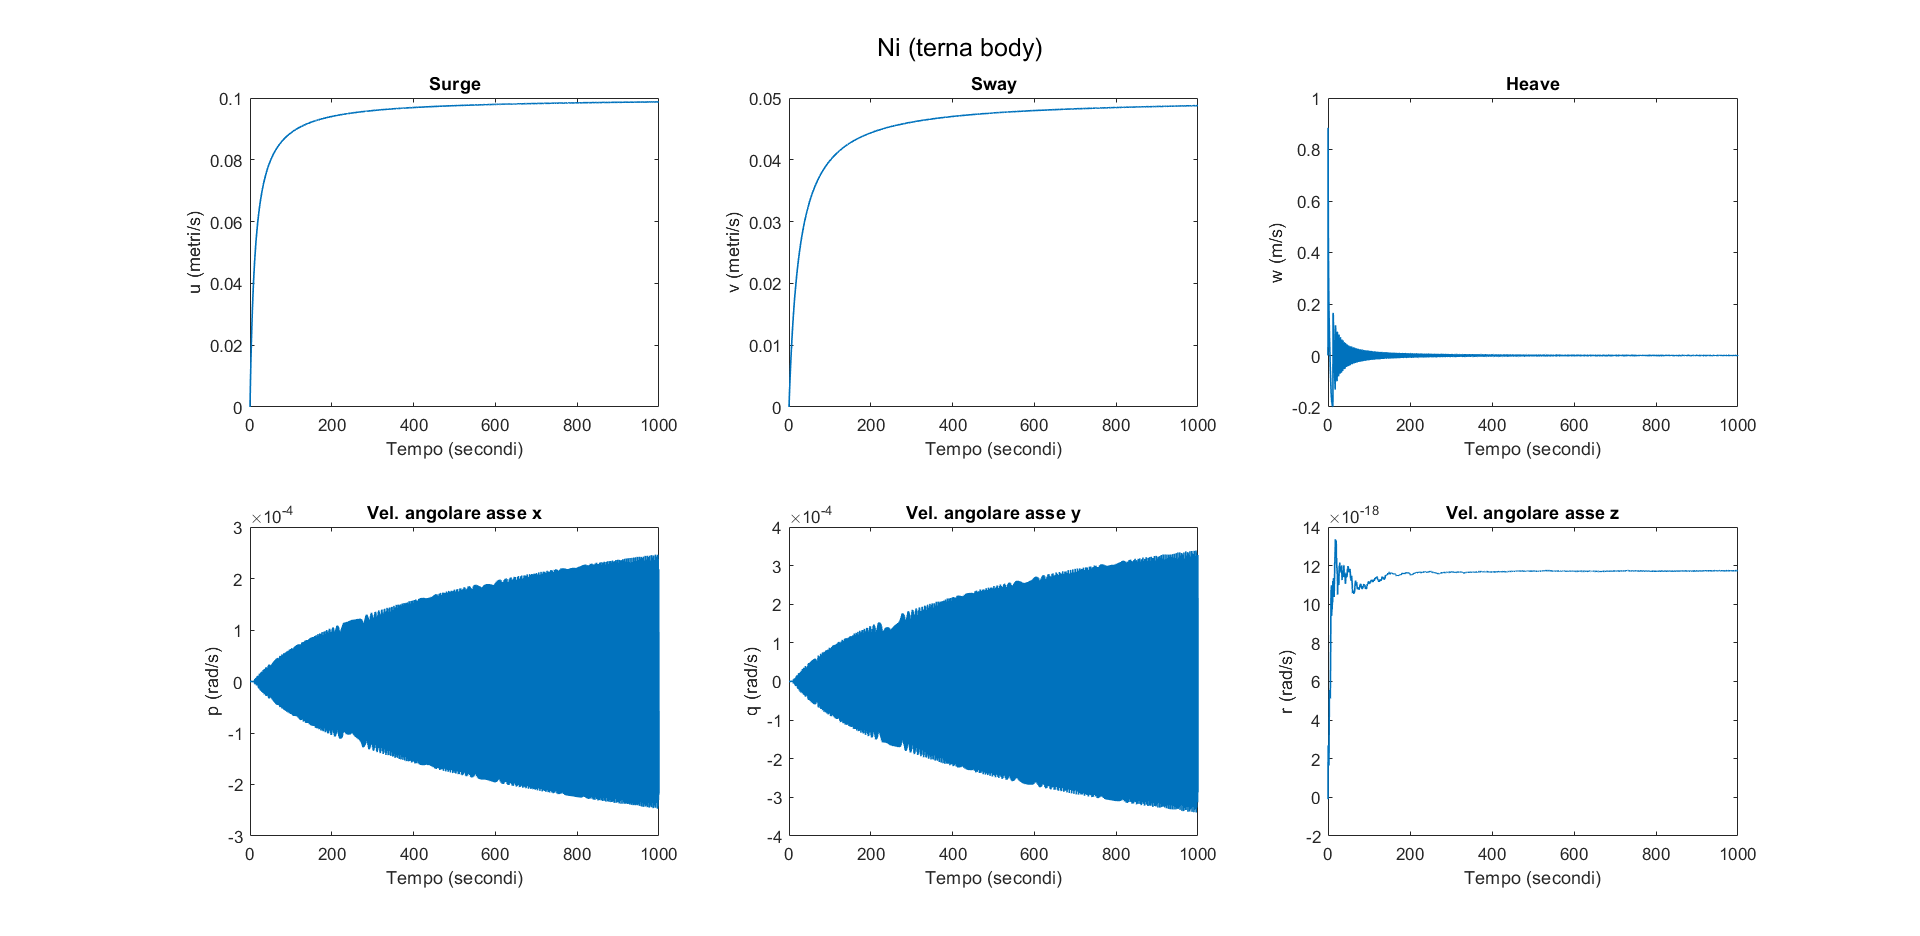 Ni (terna body)
Surge
0.1
0.08
0.06
0.04
0.02
0
u (metri/s)
0 200 400 600 800 1000
Tempo (secondi)
Sway
0.05
0.04
0.03
0.02
0.01
0
v (metri/s)
0 200 400 600 800 1000
Tempo (secondi)
Heave
1
0.8
0.6
0.4
0.2
0
-0.2
w (m/s)
0 200 400 600 800 1000
Tempo (secondi)
×10-4
Vel. angolare asse x
3
2
1
0
-1
-2
-3
p (rad/s)
0 200 400 600 800 1000
Tempo (secondi)
×10-4
Vel. angolare asse y
4
3
2
1
0
-1
-2
-3
-4
q (rad/s)
0 200 400 600 800 1000
Tempo (secondi)
×10-18
Vel. angolare asse z
14
12
10
8
6
4
2
0
-2
r (rad/s)
0 200 400 600 800 1000
Tempo (secondi)